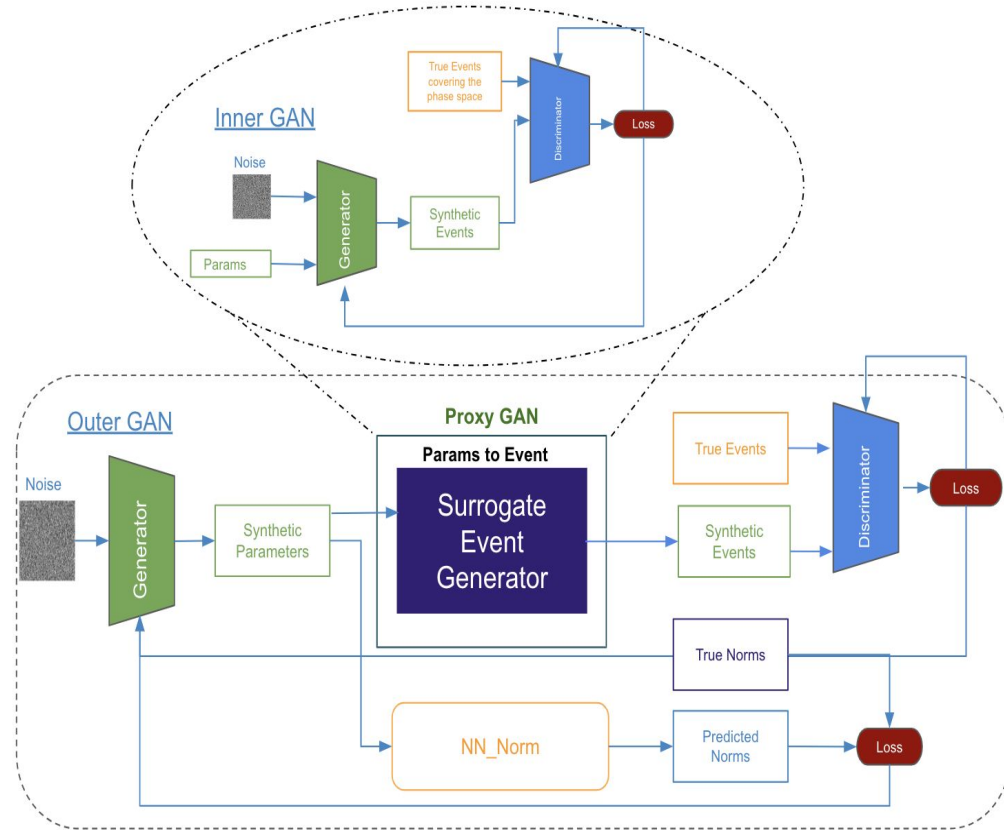 True Events
covering the
phase space
Discriminator
Loss
Inner GAN
Noise
Generator
Synthetic
Events
Params
Outer GAN
Proxy GAN
Noise
Generator
Synthetic
Parameters
Params to Event
Surrogate
Event
Generator
True Events
Synthetic
Events
Discriminator
Loss
True Norms
NN_Norm
Predicted
Norms
Loss